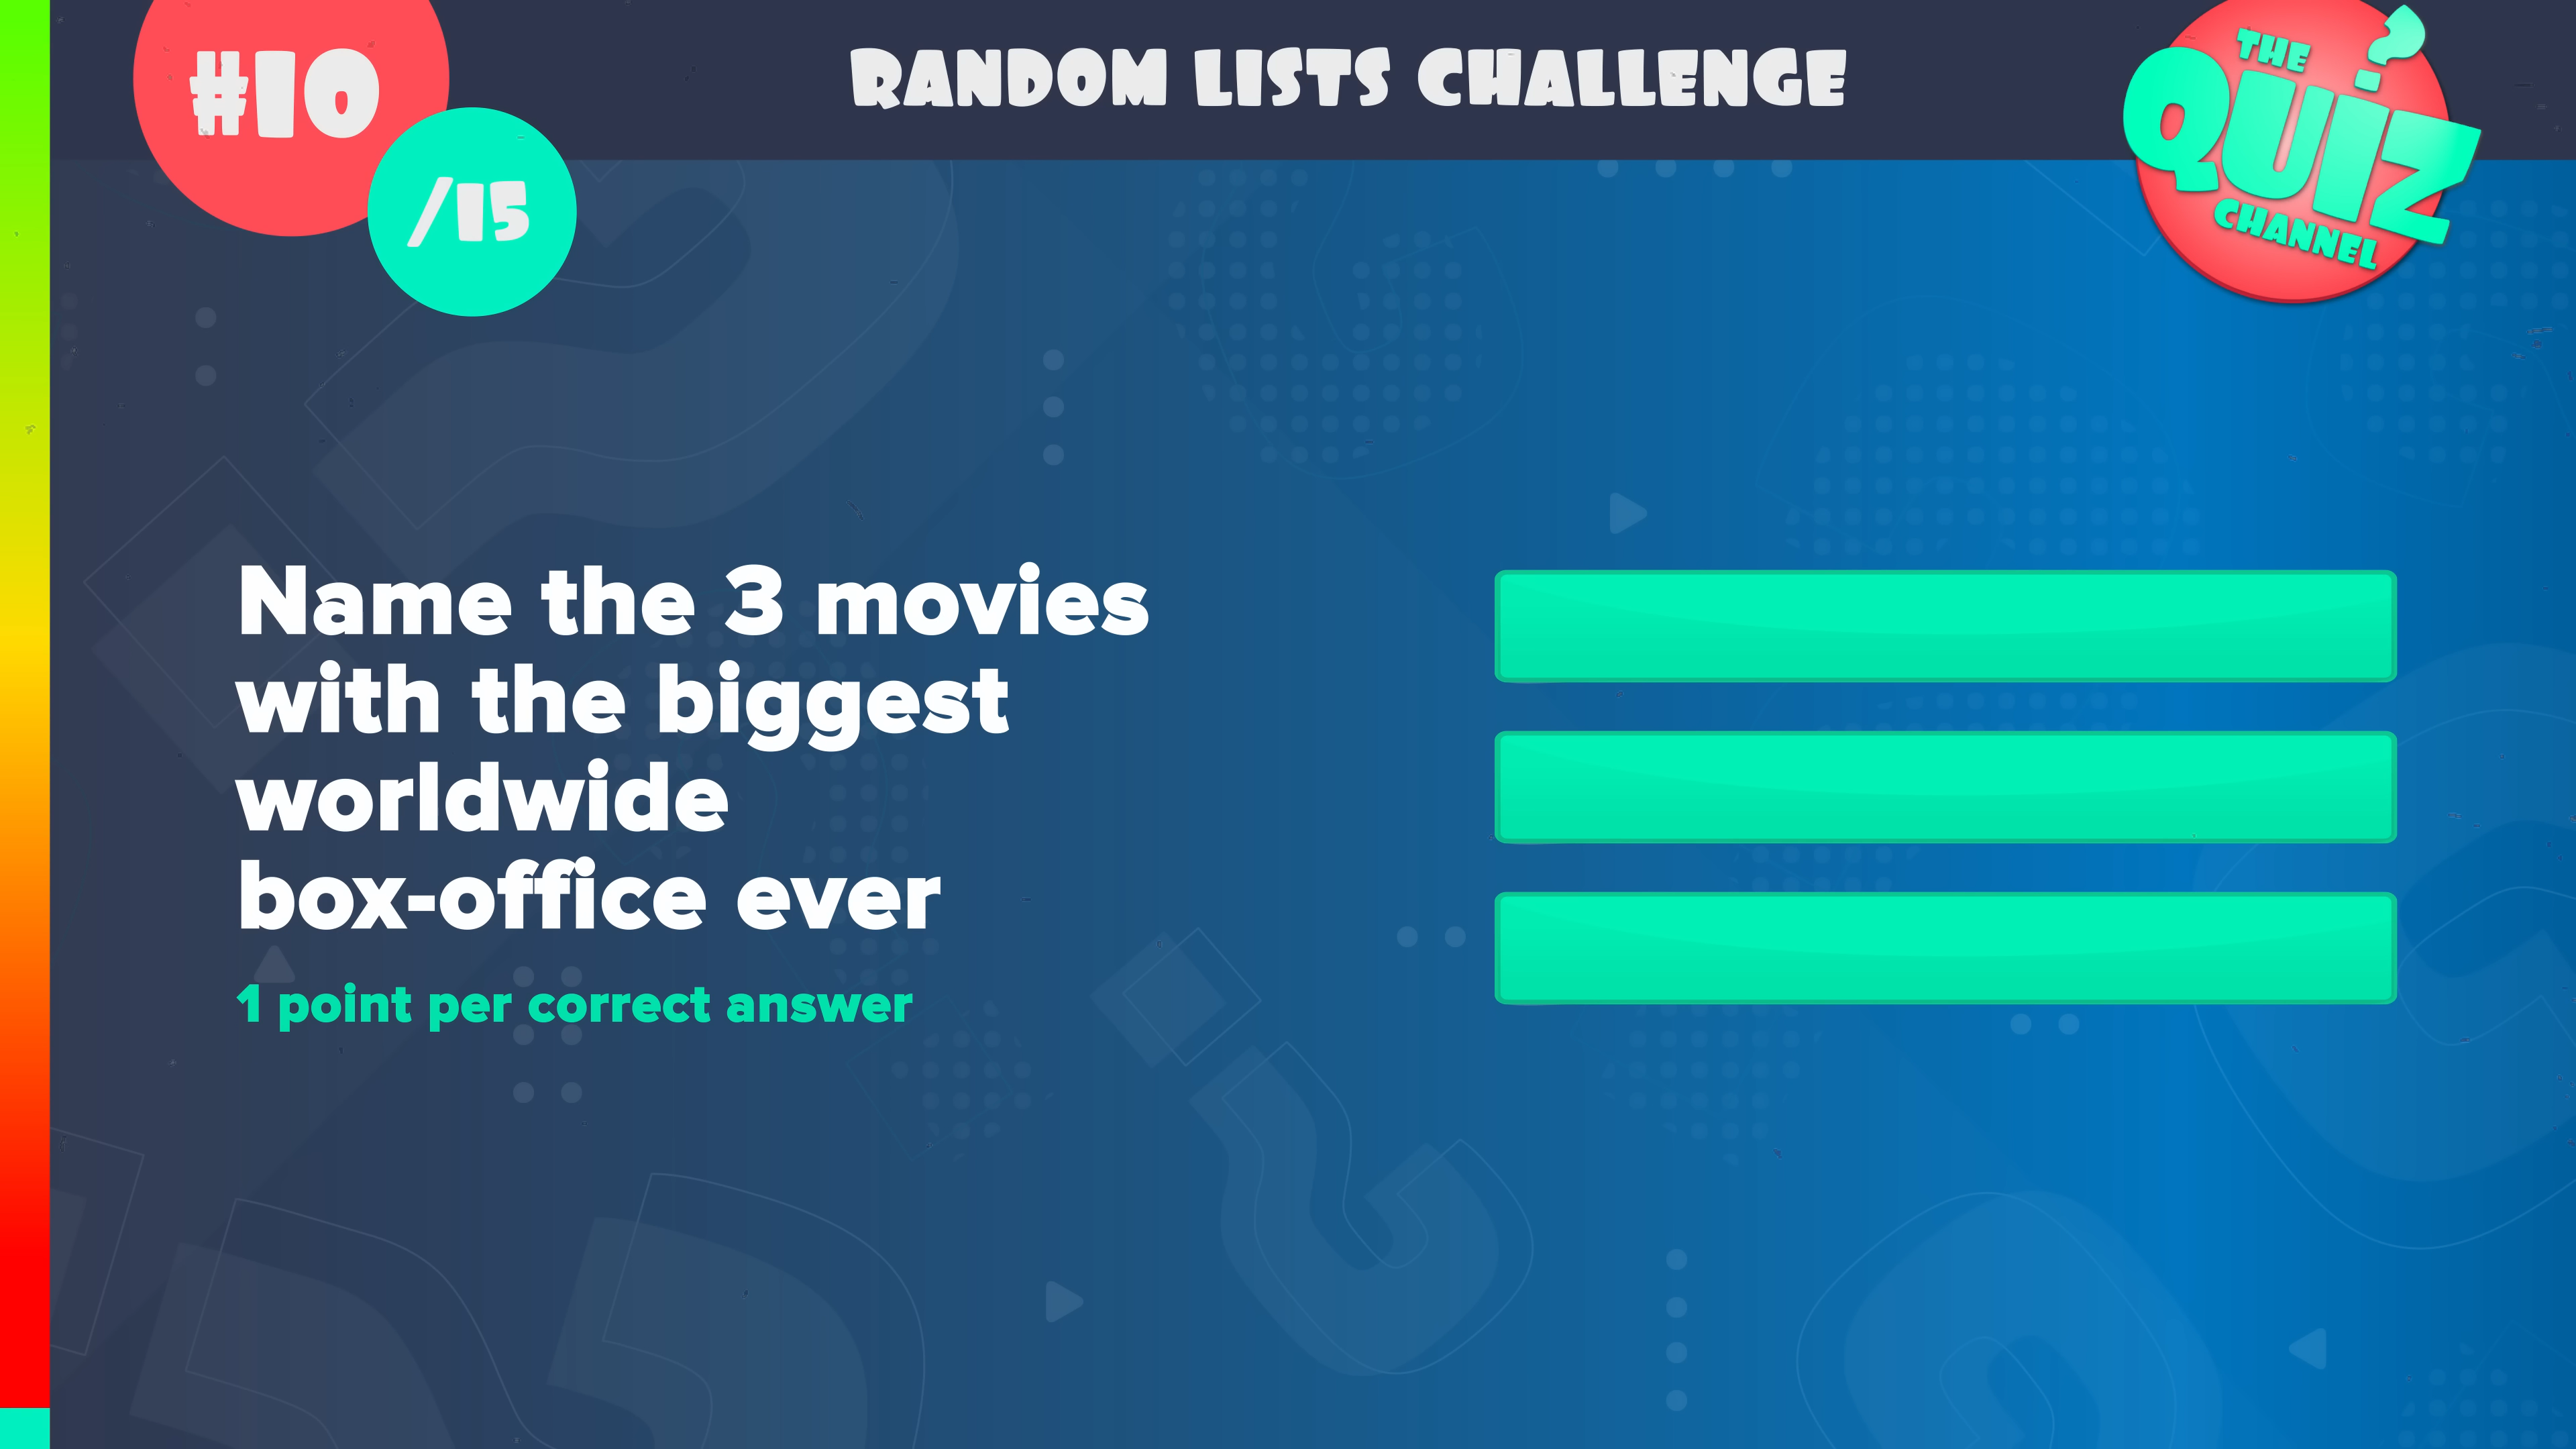 #10
/15
RANDOM LISTS CHALLENGE
THE
QUIZ
CHANNEL
Name the 3 movies
with the biggest
worldwide
box-office ever
1 point per correct answer